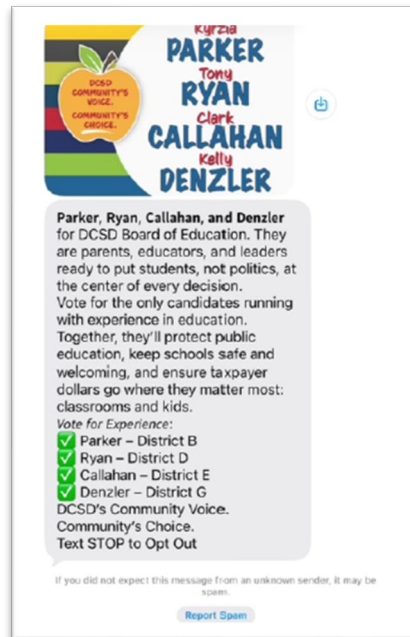 Kyrzia
PARKER
Tony
RYAN
Clark
CALLAHAN
Kelly
DENZLER
DCSD
COMMUNITY'S
VOICE.
COMMUNITY'S
CHOICE.
Parker, Ryan, Callahan, and Denzler
for DCSD Board of Education. They
are parents, educators, and leaders
ready to put students, not politics, at
the center of every decision.
Vote for the only candidates running
with experience in education.
Together, they'll protect public
education, keep schools safe and
welcoming, and ensure taxpayer
dollars go where they matter most:
classrooms and kids.
Vote for Experience:
✅ Parker – District B
✅ Ryan – District D
✅ Callahan – District E
✅ Denzler – District G
DCSD's Community Voice.
Community's Choice.
Text STOP to Opt Out
If you did not expect this message from an unknown sender, it may be
spam.
Report Spam